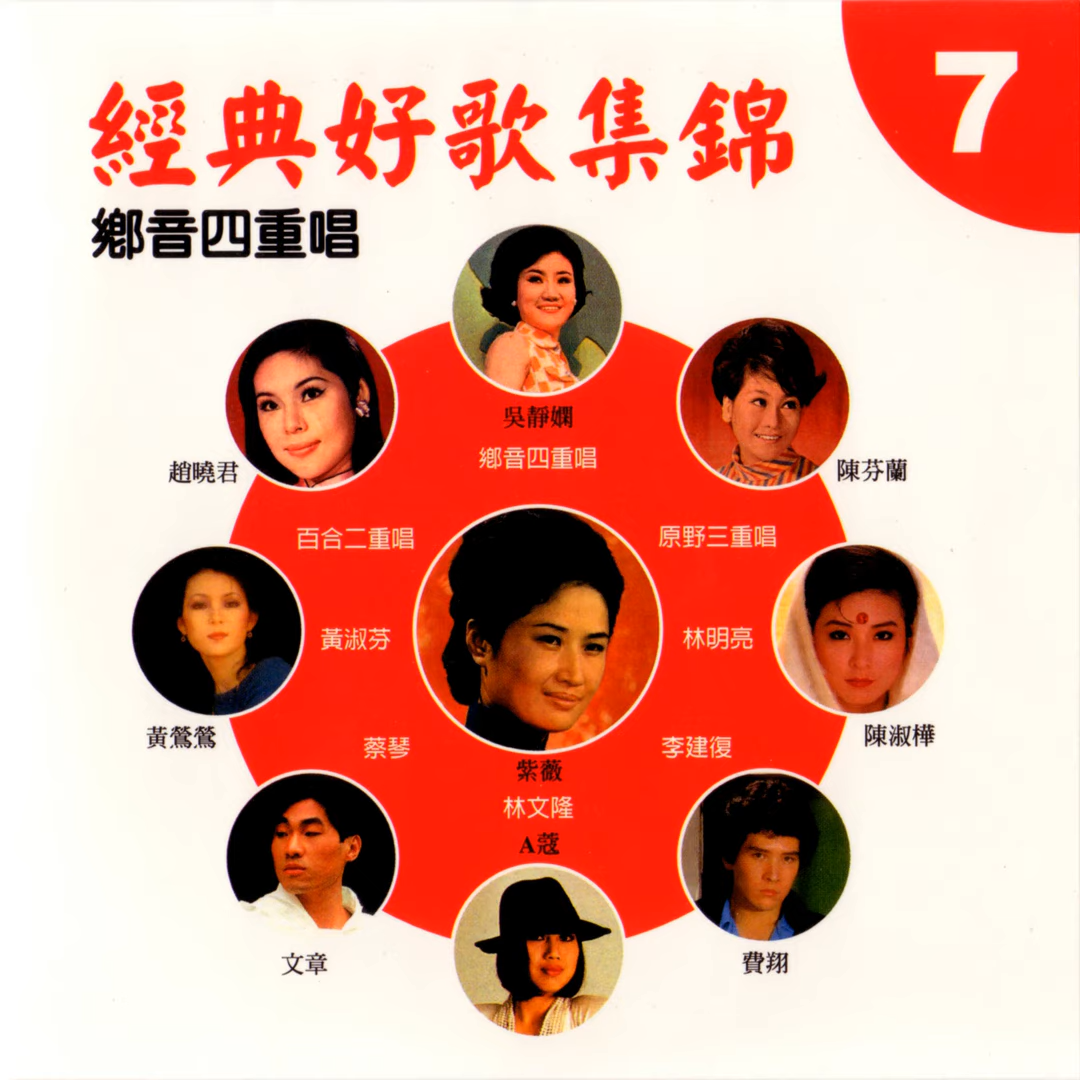 7
經典好歌集錦
鄉音四重唱
吳靜嫻
鄉音四重唱
趙曉君
陳芬蘭
百合二重唱
原野三重唱
黃淑芬
林明亮
黃鶯鶯
陳淑樺
蔡琴
李建復
紫薇
林文隆
A蔻
文章
費翔